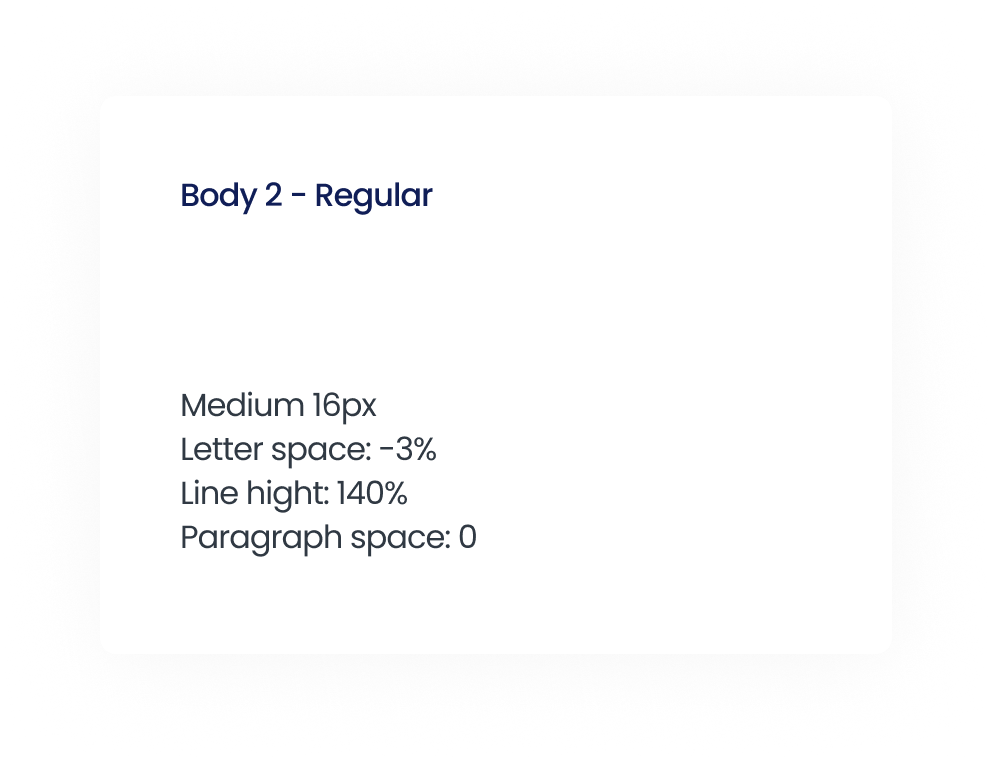 Body 2 - Regular
Medium 16px
Letter space: -3%
Line hight: 140%
Paragraph space: 0